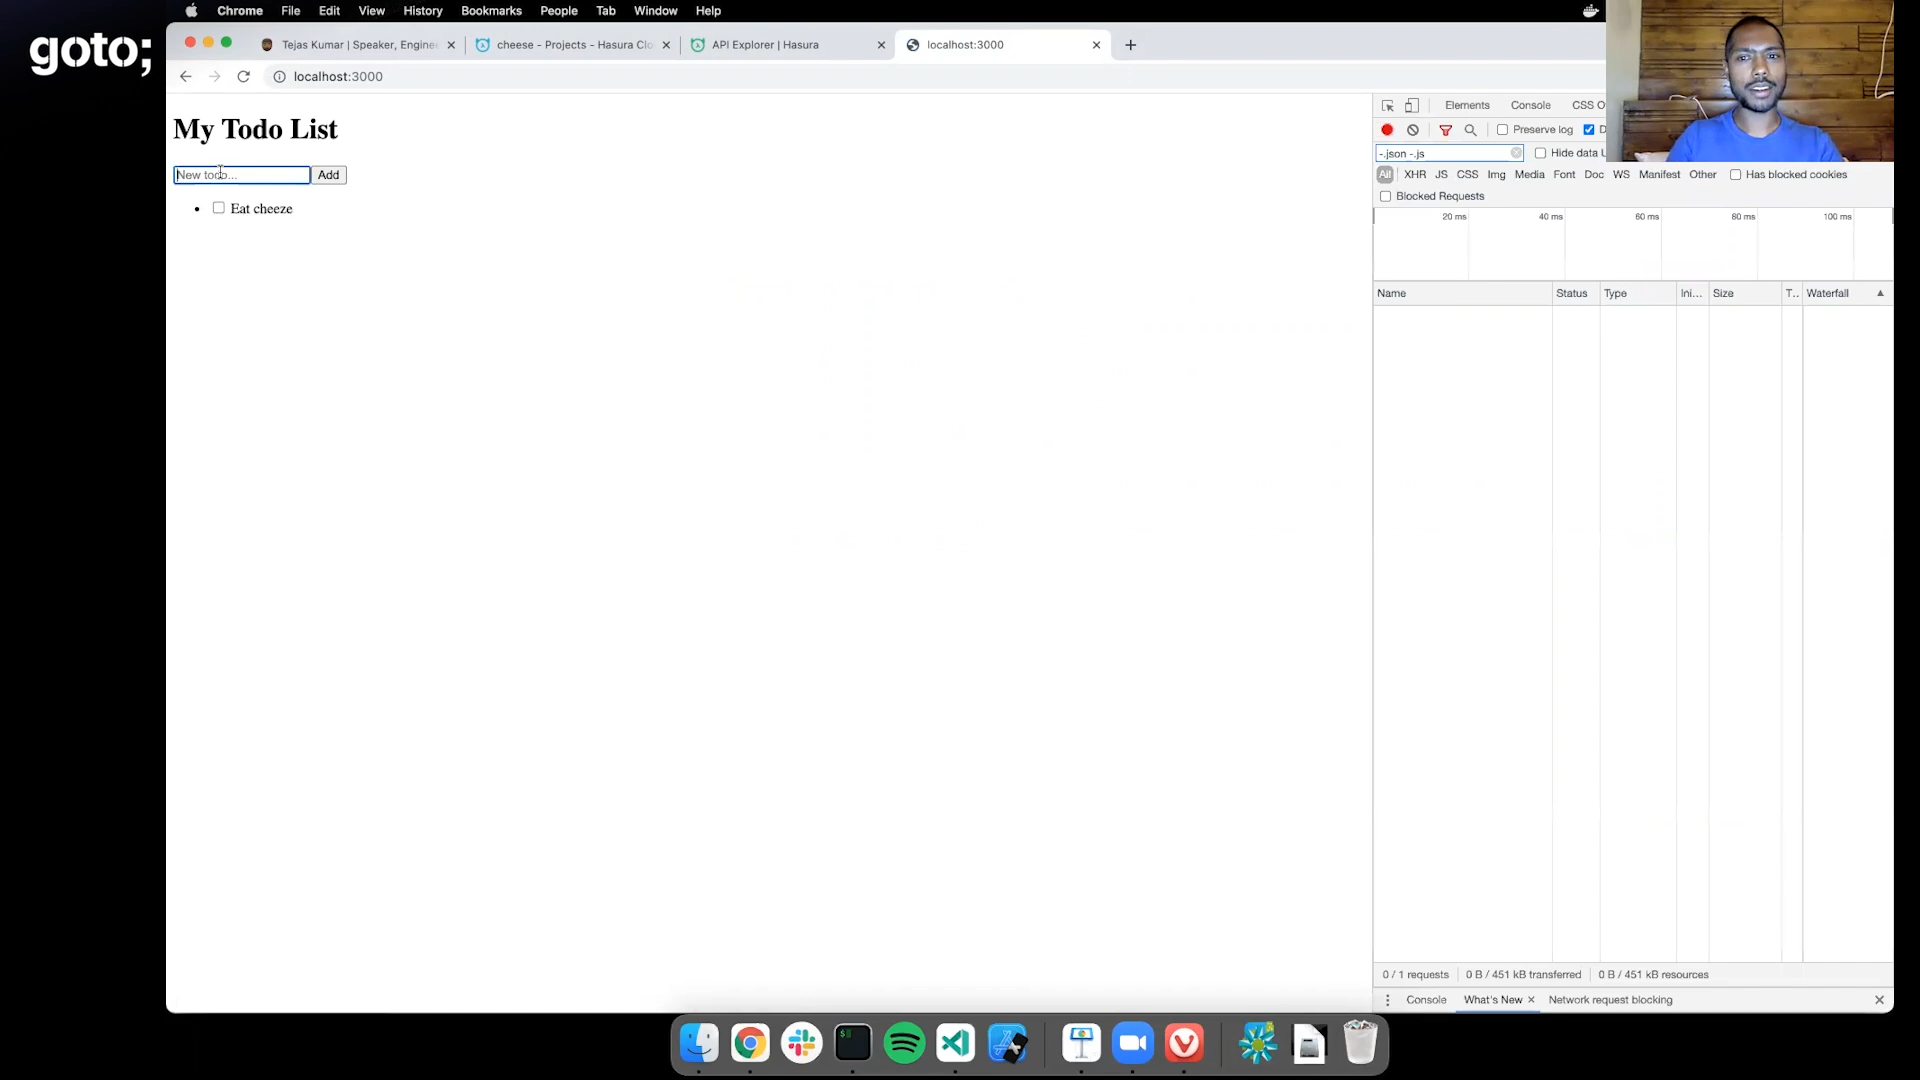 goto;
Chrome File Edit View History Bookmarks People Tab Window Help
Tejas Kumar | Speaker, Enginee
cheese - Projects - Hasura Clo
API Explorer | Hasura
localhost:3000
localhost:3000
My Todo List
New todo...
Add
Eat cheeze
Elements Console CSS O
Preserve log D
-.json -.js
Hide data U
All XHR JS CSS Img Media Font Doc WS Manifest Other Has blocked cookies
Blocked Requests
20 ms 40 ms 60 ms 80 ms 100 ms
Name Status Type Ini... Size T.. Waterfall
0 / 1 requests 0 B / 451 kB transferred 0 B / 451 kB resources
Console What's New Network request blocking